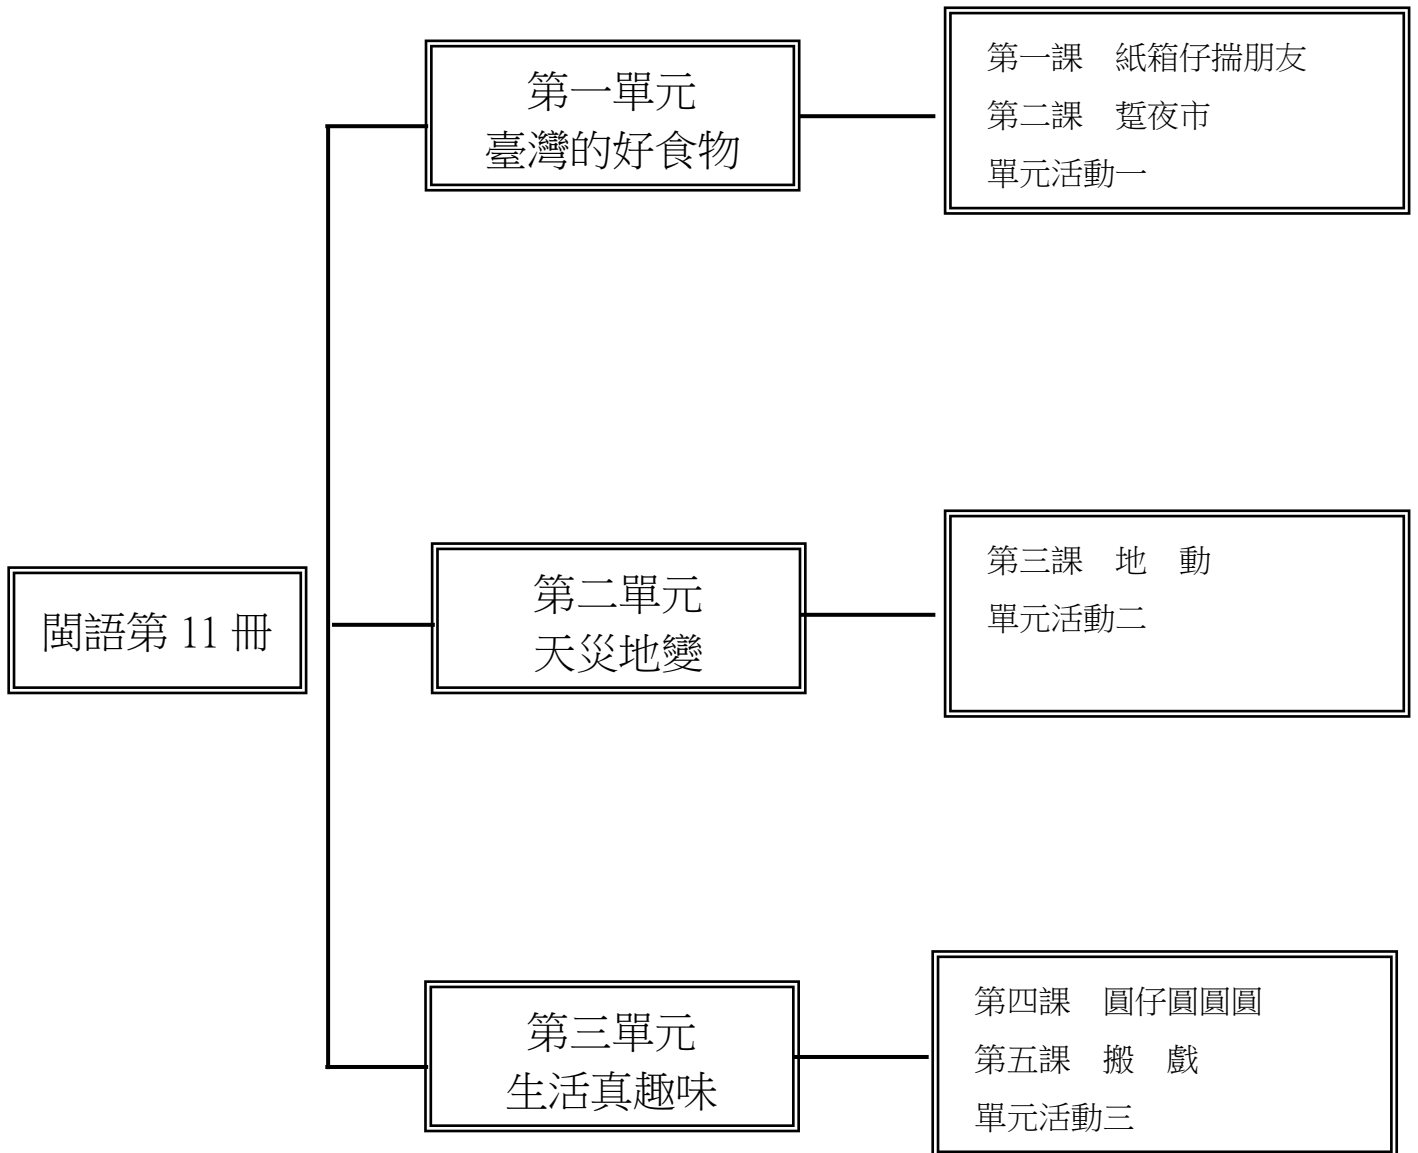 閩語第 11 冊
第一單元
臺灣的好食物
第一課　紙箱仔揣朋友
第二課　踅夜市
單元活動一
第二單元
天災地變
第三課　地　動
單元活動二
第三單元
生活真趣味
第四課　圓仔圓圓圓
第五課　搬　戲
單元活動三